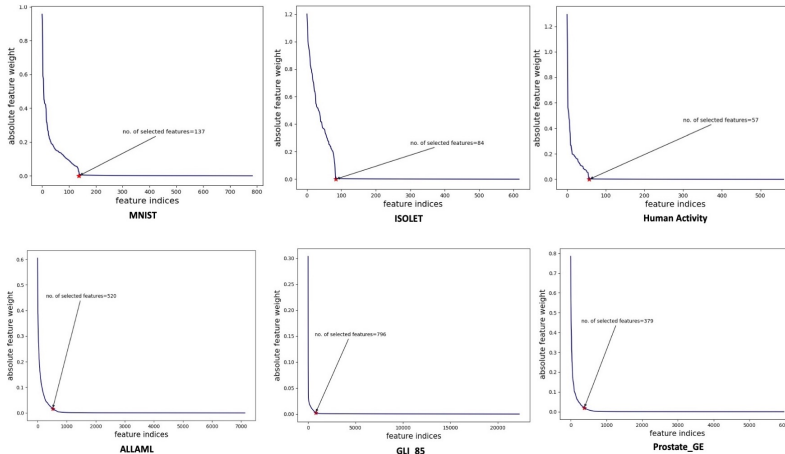 absolute feature weight
1.0
0.8
0.6
0.4
0.2
0.0
no. of selected features=137
0 100 200 300 400 500 600 700 800
feature indices
MNIST
absolute feature weight
1.2
1.0
0.8
0.6
0.4
0.2
0.0
no. of selected features=84
0 100 200 300 400 500 600
feature indices
ISOLET
absolute feature weight
1.2
1.0
0.8
0.6
0.4
0.2
0.0
no. of selected features=57
0 100 200 300 400 500
feature indices
Human Activity
absolute feature weight
0.6
0.5
0.4
0.3
0.2
0.1
0.0
no. of selected features=520
0 1000 2000 3000 4000 5000 6000 7000
feature indices
ALLAML
absolute feature weight
0.30
0.25
0.20
0.15
0.10
0.05
0.00
no. of selected features=796
0 5000 10000 15000 20000
feature indices
GLI_85
absolute feature weight
0.8
0.7
0.6
0.5
0.4
0.3
0.2
0.1
0.0
no. of selected features=379
0 1000 2000 3000 4000 5000 6000
feature indices
Prostate_GE